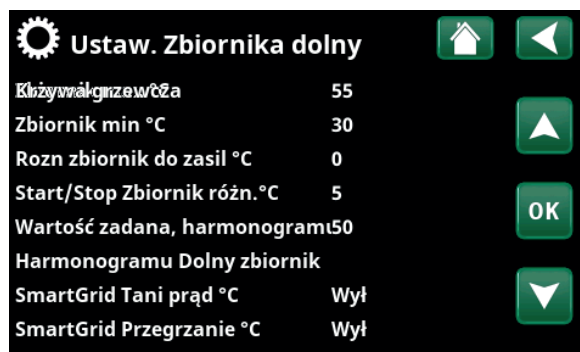 Ustaw. Zbiornika dolny
55
Zbiornik min °C 30
Rozn zbiornik do zasil °C 0
Start/Stop Zbiornik różn.°C 5
Wartość zadana, harmonogramu 50
Harmonogramu Dolny zbiornik
SmartGrid Tani prąd °C Wył
SmartGrid Przegrzanie °C Wył
OK